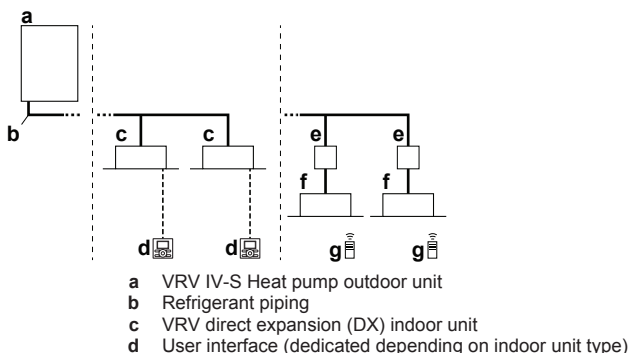 a
b
c c
e e
f f
d d
g g
a VRV IV-S Heat pump outdoor unit
b Refrigerant piping
c VRV direct expansion (DX) indoor unit
d User interface (dedicated depending on indoor unit type)